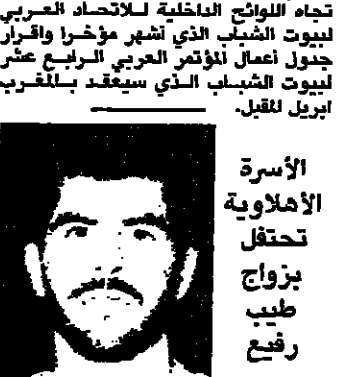 تجاه اللوائح الداخلية للاتحاد العربي
لبيوت الشباب الذي أشهر مؤخرا واقرار
جدول أعمال المؤتمر العربي الرابع عشر
لبيوت الشباب الذي سيعقد بالمغرب
ابريل المقبل.
الأسرة
الأهلاوية
تحتفل
بزواج
طيب
رفيع